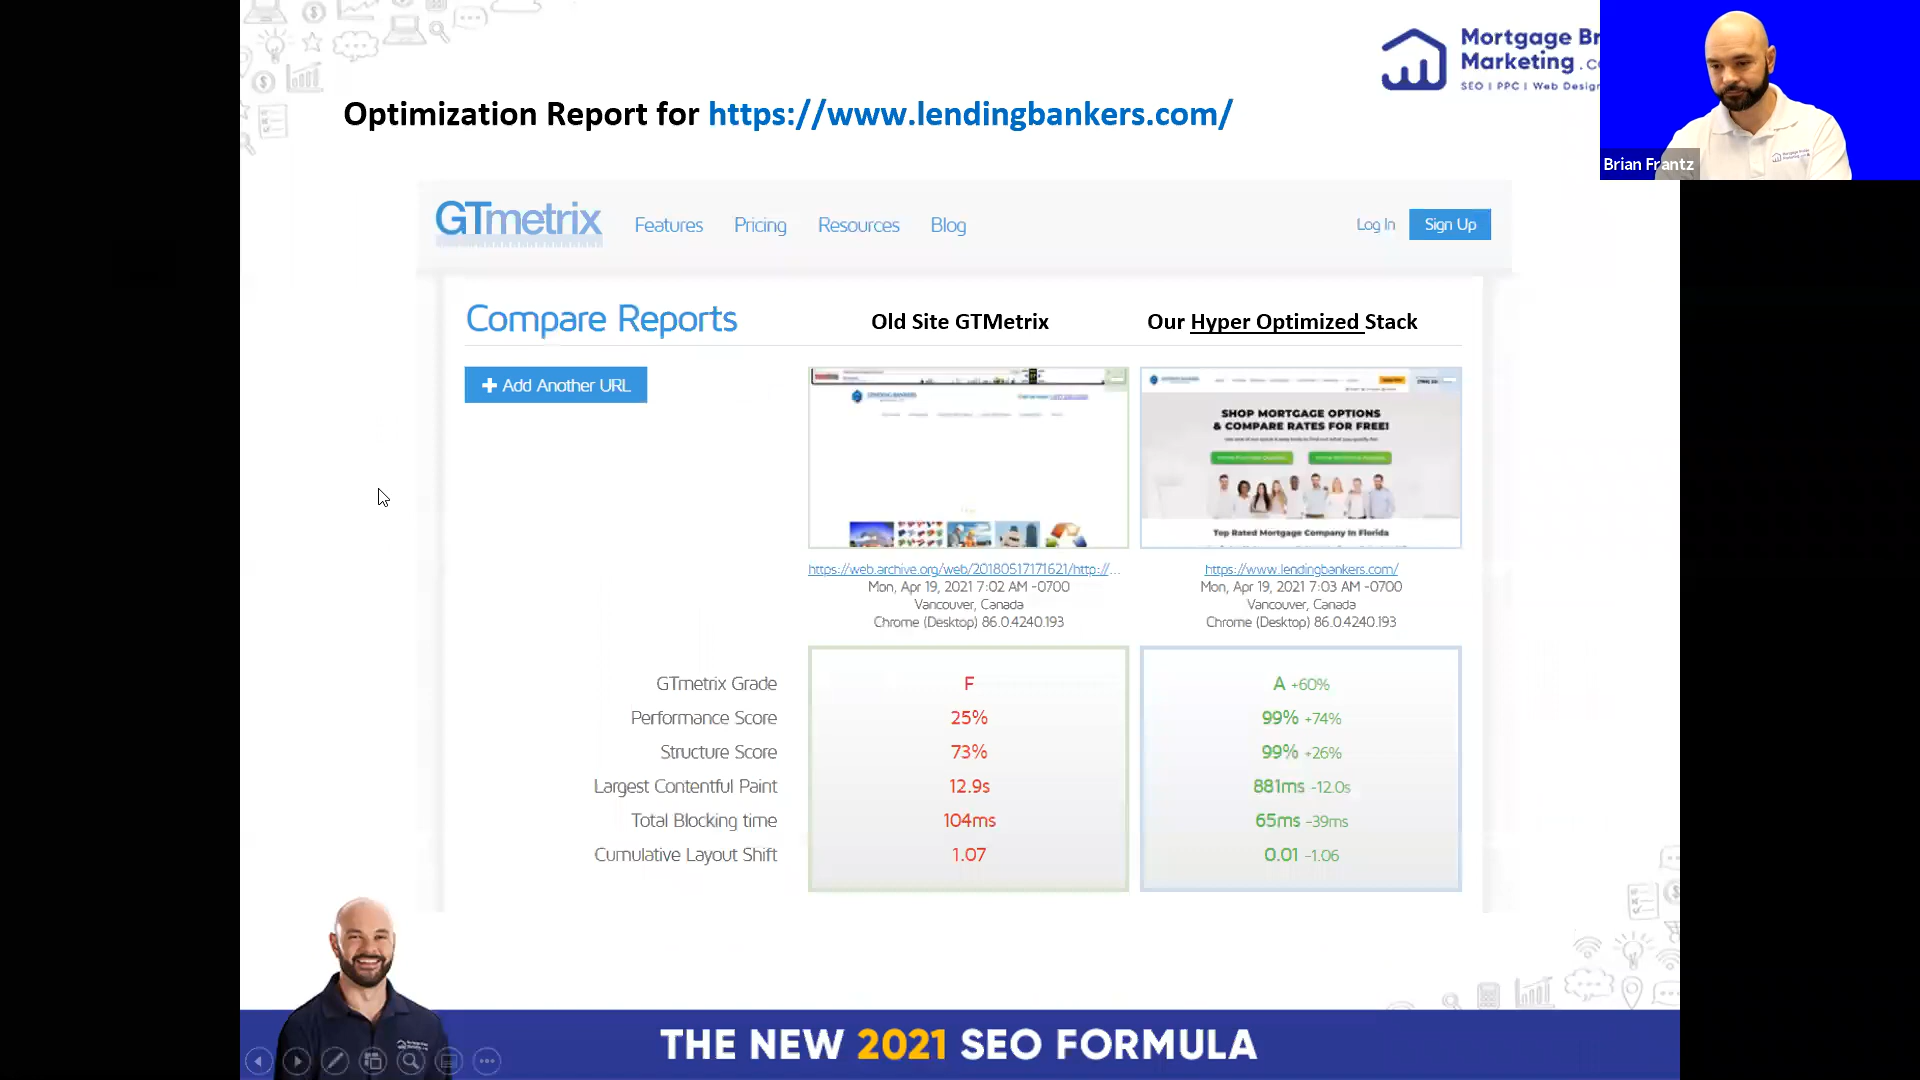 Mortgage Br
Marketing .c
SEO | PPC | Web Design
Brian Frantz
Optimization Report for https://www.lendingbankers.com/
GTmetrix Features Pricing Resources Blog Log In Sign Up
Compare Reports Old Site GTMetrix Our Hyper Optimized Stack
+ Add Another URL
SHOP MORTGAGE OPTIONS
& COMPARE RATES FOR FREE!
Top Rated Mortgage Company In Florida
https://web.archive.org/web/20180517171621/http://... https://www.lendingbankers.com/
Mon, Apr 19, 2021 7:02 AM -0700 Mon, Apr 19, 2021 7:03 AM -0700
Vancouver, Canada Vancouver, Canada
Chrome (Desktop) 86.0.4240.193 Chrome (Desktop) 86.0.4240.193
GTmetrix Grade F A +60%
Performance Score 25% 99% +74%
Structure Score 73% 99% +26%
Largest Contentful Paint 12.9s 881ms -12.0s
Total Blocking time 104ms 65ms -39ms
Cumulative Layout Shift 1.07 0.01 -1.06
THE NEW 2021 SEO FORMULA